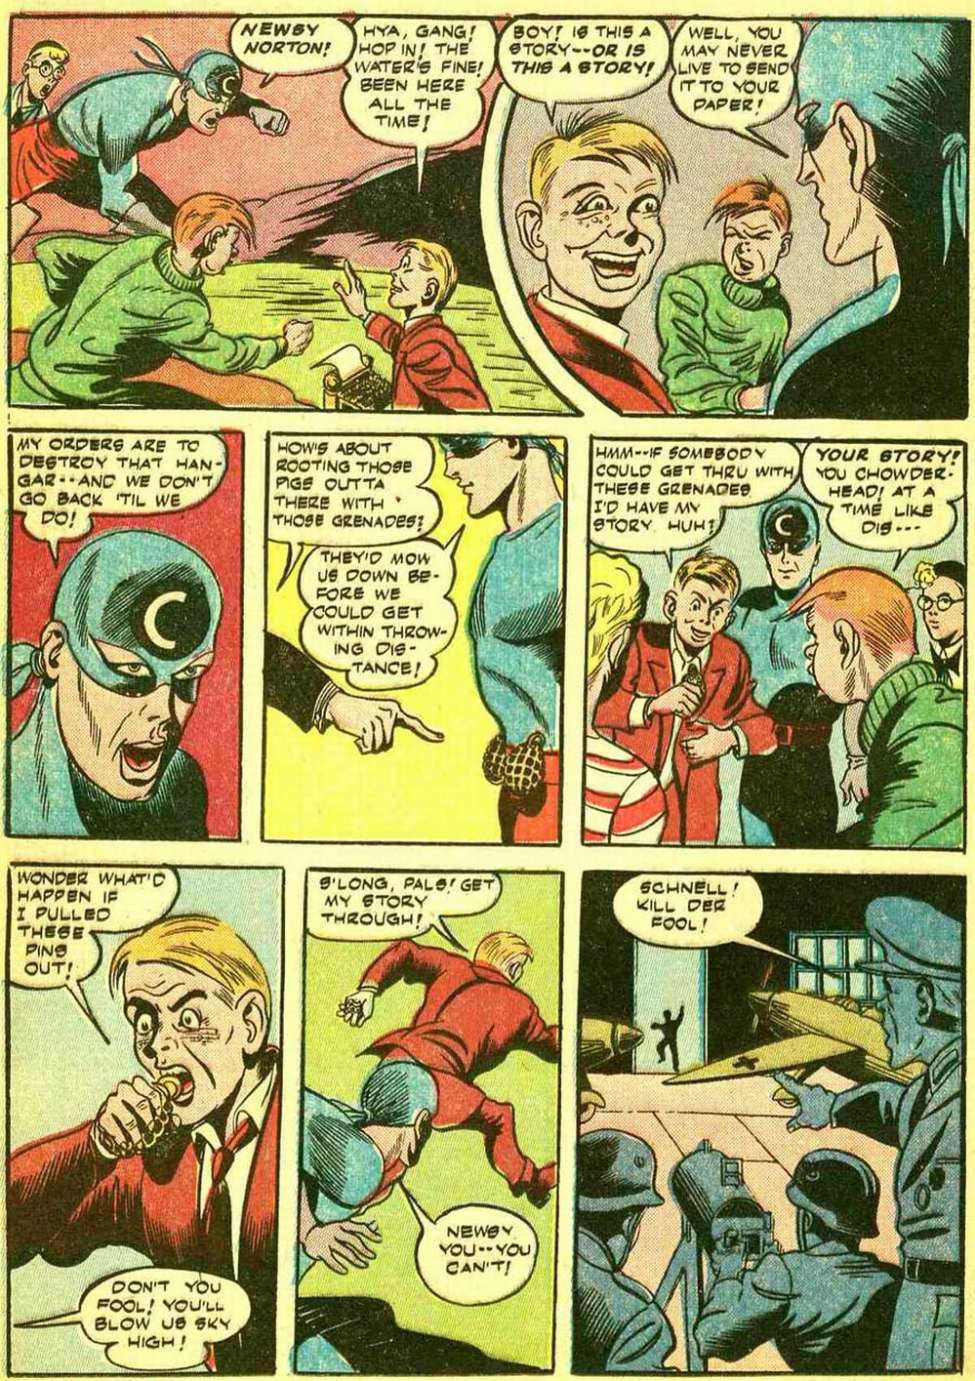 NEWSY
NORTON!
HYA, GANG!
HOP IN! THE
WATER'S FINE!
BEEN HERE
ALL THE
TIME!
BOY! IS THIS A
STORY--OR IS
THIS A STORY!
WELL, YOU
MAY NEVER
LIVE TO SEND
IT TO YOUR
PAPER!
MY ORDERS ARE TO
DESTROY THAT HAN-
GAR--AND WE DON'T
GO BACK 'TIL WE
DO!
C
HOW'S ABOUT
ROOTING THOSE
PIGS OUTTA
THERE WITH
THOSE GRENADES?
THEY'D MOW
US DOWN BE-
FORE WE
COULD GET
WITHIN THROW-
ING DIS-
TANCE!
HMM--IF SOMEBODY
COULD GET THRU WITH
THESE GRENADES
I'D HAVE MY
STORY. HUH?
YOUR STORY!
YOU CHOWDER-
HEAD! AT A
TIME LIKE
DIS---
C
WONDER WHAT'D
HAPPEN IF
I PULLED
THESE
PINS
OUT!
DON'T YOU
FOOL! YOU'LL
BLOW US SKY
HIGH!
S'LONG, PALS! GET
MY STORY
THROUGH!
NEWSY
YOU--YOU
CAN'T!
SCHNELL!
KILL DER
FOOL!